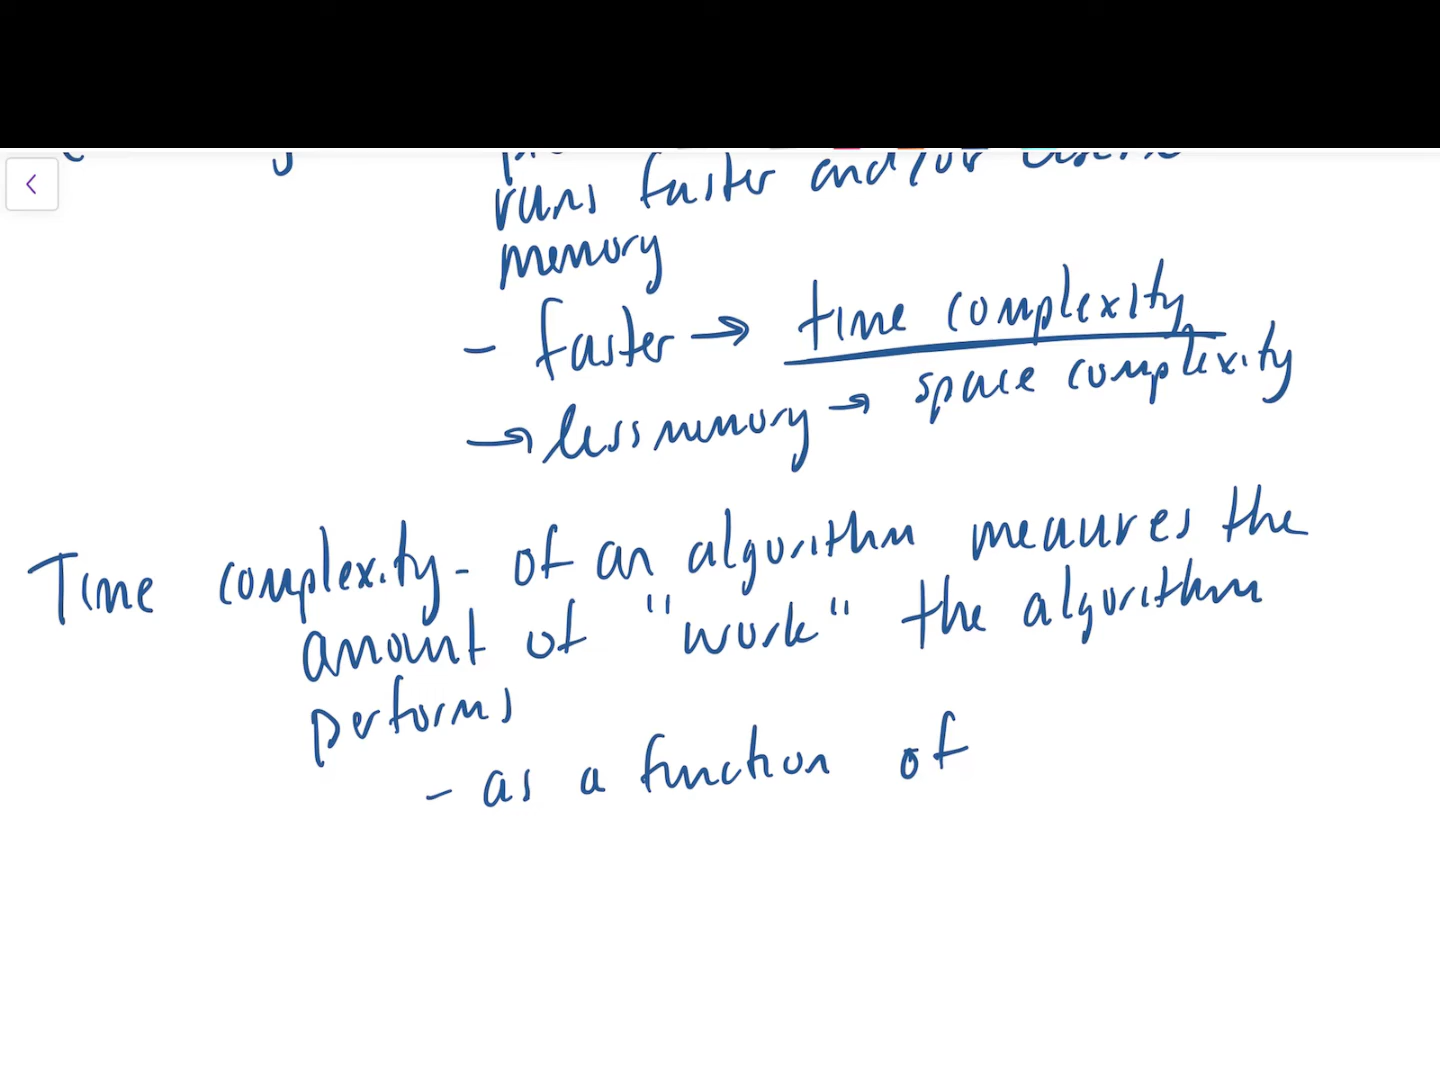 runs faster and/or
memory
- faster → time complexity
→ less memory → space complexity
Time complexity - of an algorithm meaures the
amount of "work" the algorithm
performs
- as a function of